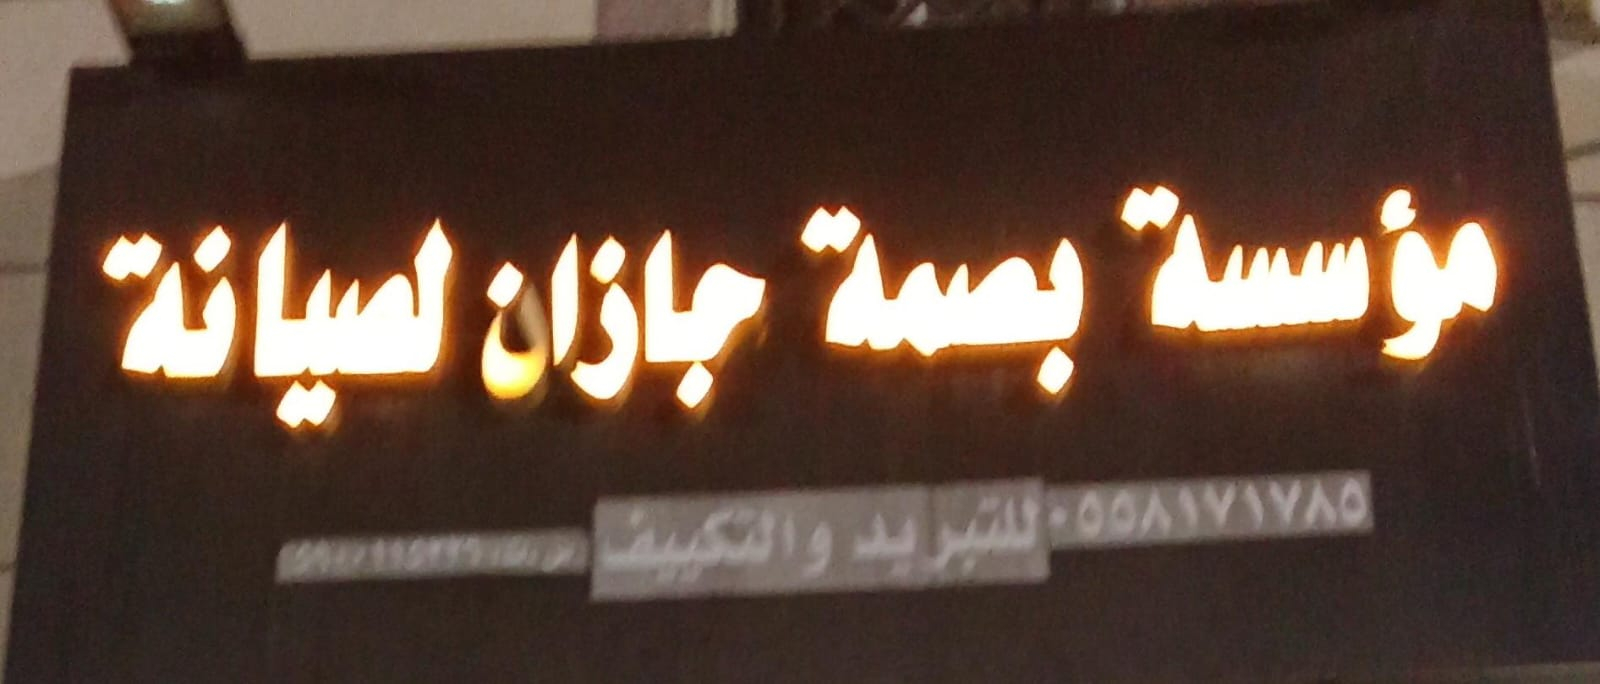 مؤسسة بصمة جازان لصيانة
٠٥٥٨١٧١٧٨٥ للتبريد والتكييف